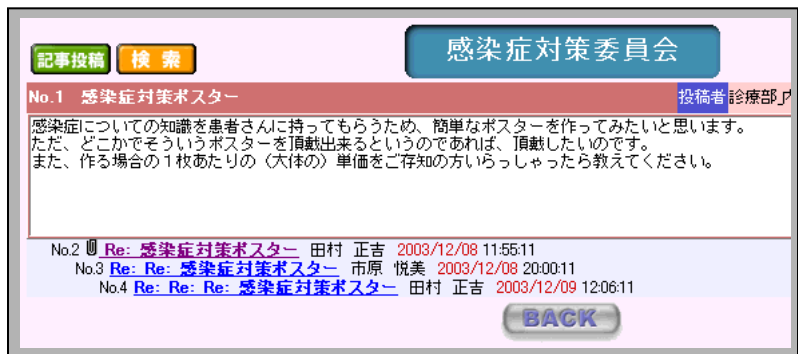 感染症対策委員会
記事投稿 検 索
No.1 感染症対策ポスター 投稿者 診療部_内
感染症についての知識を患者さんに持ってもらうため、簡単なポスターを作ってみたいと思います。
ただ、どこかでそういうポスターを頂戴出来るというのであれば、頂戴したいのです。
また、作る場合の1枚あたりの(大体の)単価をご存知の方いらっしゃったら教えてください。
No.2 Re: 感染症対策ポスター 田村 正吉 2003/12/08 11:55:11
No.3 Re: Re: 感染症対策ポスター 市原 悦美 2003/12/08 20:00:11
No.4 Re: Re: Re: 感染症対策ポスター 田村 正吉 2003/12/09 12:06:11
BACK